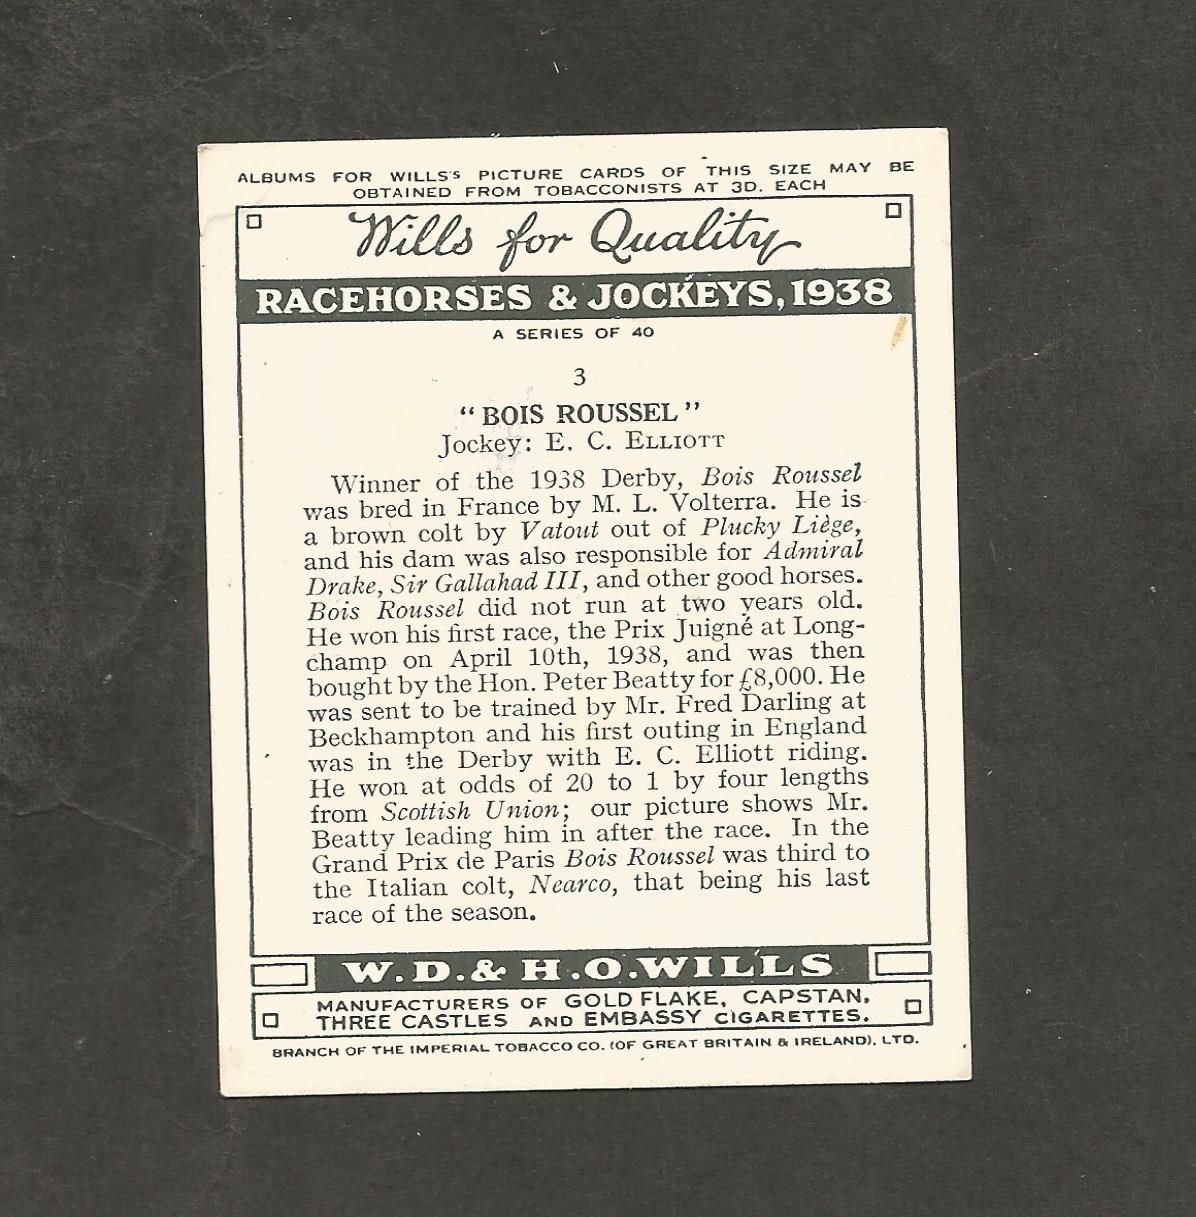 ALBUMS FOR WILLS'S PICTURE CARDS OF THIS SIZE MAY BE
OBTAINED FROM TOBACCONISTS AT 3D. EACH
Wills for Quality
RACEHORSES & JOCKEYS, 1938
A SERIES OF 40
3
"BOIS ROUSSEL"
Jockey: E. C. ELLIOTT
Winner of the 1938 Derby, Bois Roussel
was bred in France by M. L. Volterra. He is
a brown colt by Vatout out of Plucky Liège,
and his dam was also responsible for Admiral
Drake, Sir Gallahad III, and other good horses.
Bois Roussel did not run at two years old.
He won his first race, the Prix Juigné at Long-
champ on April 10th, 1938, and was then
bought by the Hon. Peter Beatty for £8,000. He
was sent to be trained by Mr. Fred Darling at
Beckhampton and his first outing in England
was in the Derby with E. C. Elliott riding.
He won at odds of 20 to 1 by four lengths
from Scottish Union; our picture shows Mr.
Beatty leading him in after the race. In the
Grand Prix de Paris Bois Roussel was third to
the Italian colt, Nearco, that being his last
race of the season.
W.D.& H.O.WILLS
MANUFACTURERS OF GOLD FLAKE, CAPSTAN,
THREE CASTLES AND EMBASSY CIGARETTES.
BRANCH OF THE IMPERIAL TOBACCO CO. (OF GREAT BRITAIN & IRELAND), LTD.